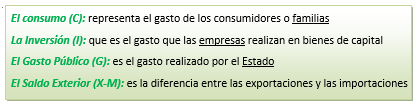 El consumo (C): representa el gasto de los consumidores o familias
La Inversión (I): que es el gasto que las empresas realizan en bienes de capital
El Gasto Público (G): es el gasto realizado por el Estado
El Saldo Exterior (X-M): es la diferencia entre las exportaciones y las importaciones